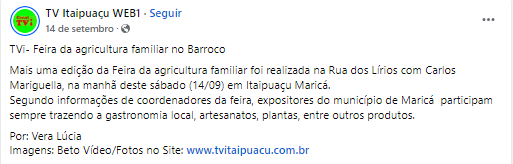 TV Itaipuaçu WEB1 · Seguir
14 de setembro ·
TVi- Feira da agricultura familiar no Barroco
Mais uma edição da Feira da agricultura familiar foi realizada na Rua dos Lírios com Carlos
Mariguella, na manhã deste sábado (14/09) em Itaipuaçu Maricá.
Segundo informações de coordenadores da feira, expositores do município de Maricá  participam
sempre trazendo a gastronomia local, artesanatos, plantas, entre outros produtos.
Por: Vera Lúcia
Imagens: Beto Vídeo/Fotos no Site: www.tvitaipuacu.com.br